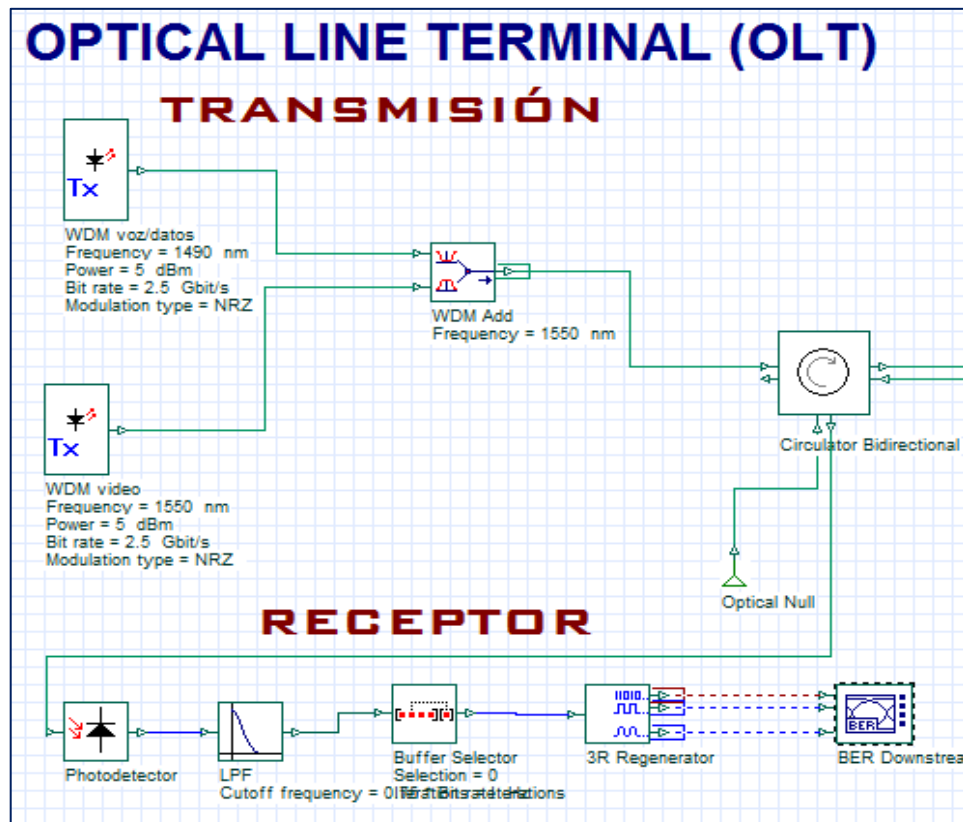 OPTICAL LINE TERMINAL (OLT)
TRANSMISIÓN
Tx
WDM voz/datos
Frequency = 1490 nm
Power = 5 dBm
Bit rate = 2.5 Gbit/s
Modulation type = NRZ
WDM Add
Frequency = 1550 nm
Circulator Bidirectional
Tx
WDM video
Frequency = 1550 nm
Power = 5 dBm
Bit rate = 2.5 Gbit/s
Modulation type = NRZ
Optical Null
RECEPTOR
Photodetector
LPF
Cutoff frequency =
Buffer Selector
Selection = 0
11010..
3R Regenerator
BER
BER Downstrea